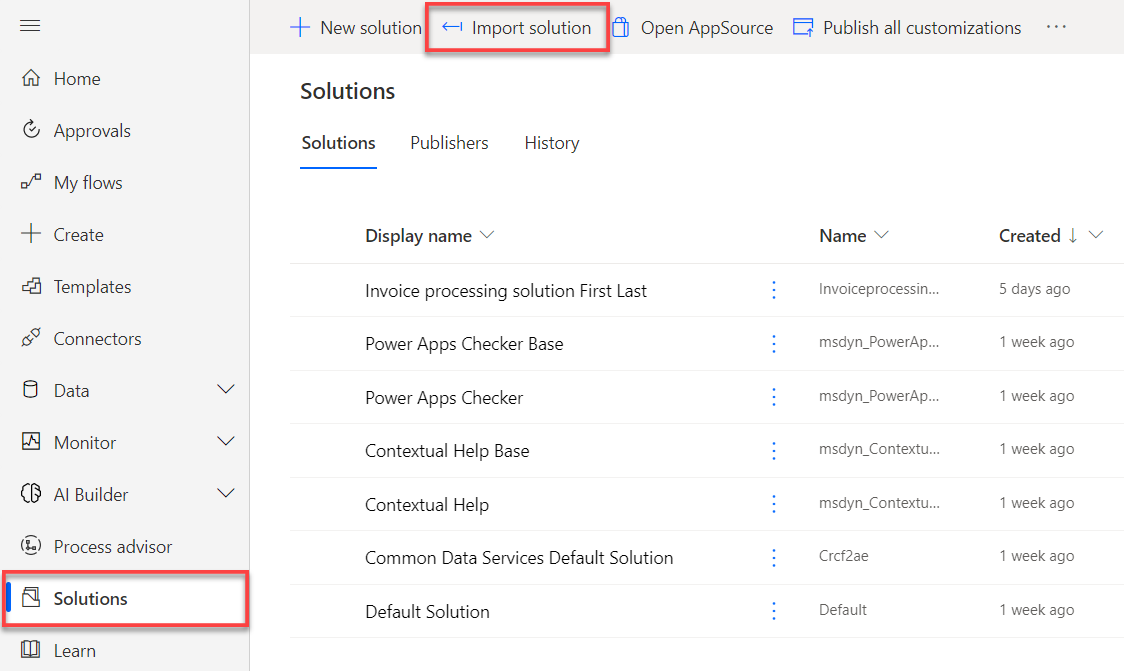 New solution Import solution Open AppSource Publish all customizations ...
Home
Approvals
My flows
Create
Templates
Connectors
Data
Monitor
AI Builder
Process advisor
Solutions
Learn
Solutions
Solutions Publishers History
Display name Name Created
Invoice processing solution First Last Invoiceprocessin... 5 days ago
Power Apps Checker Base msdyn_PowerAp... 1 week ago
Power Apps Checker msdyn_PowerAp... 1 week ago
Contextual Help Base msdyn_Contextu... 1 week ago
Contextual Help msdyn_Contextu... 1 week ago
Common Data Services Default Solution Crcf2ae 1 week ago
Default Solution Default 1 week ago